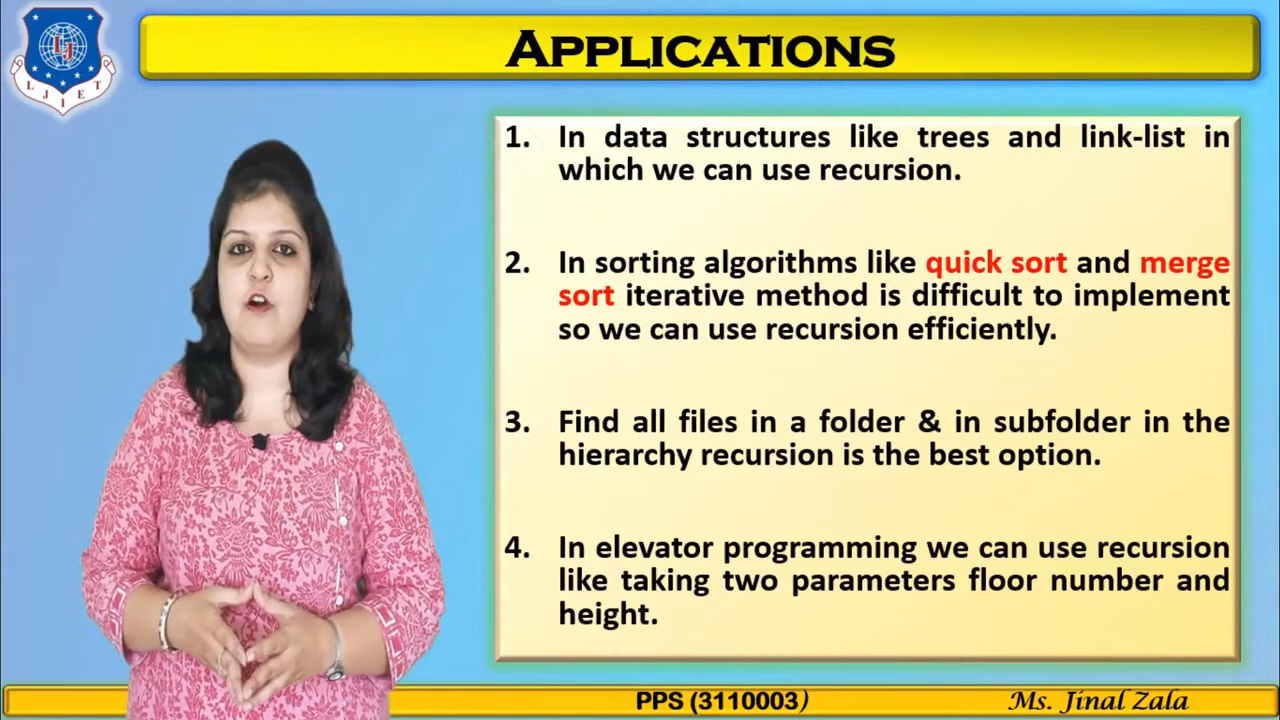 APPLICATIONS
L J I E T
1. In data structures like trees and link-list in
which we can use recursion.
2. In sorting algorithms like quick sort and merge
sort iterative method is difficult to implement
so we can use recursion efficiently.
3. Find all files in a folder & in subfolder in the
hierarchy recursion is the best option.
4. In elevator programming we can use recursion
like taking two parameters floor number and
height.
PPS (3110003)
Ms. Jinal Zala